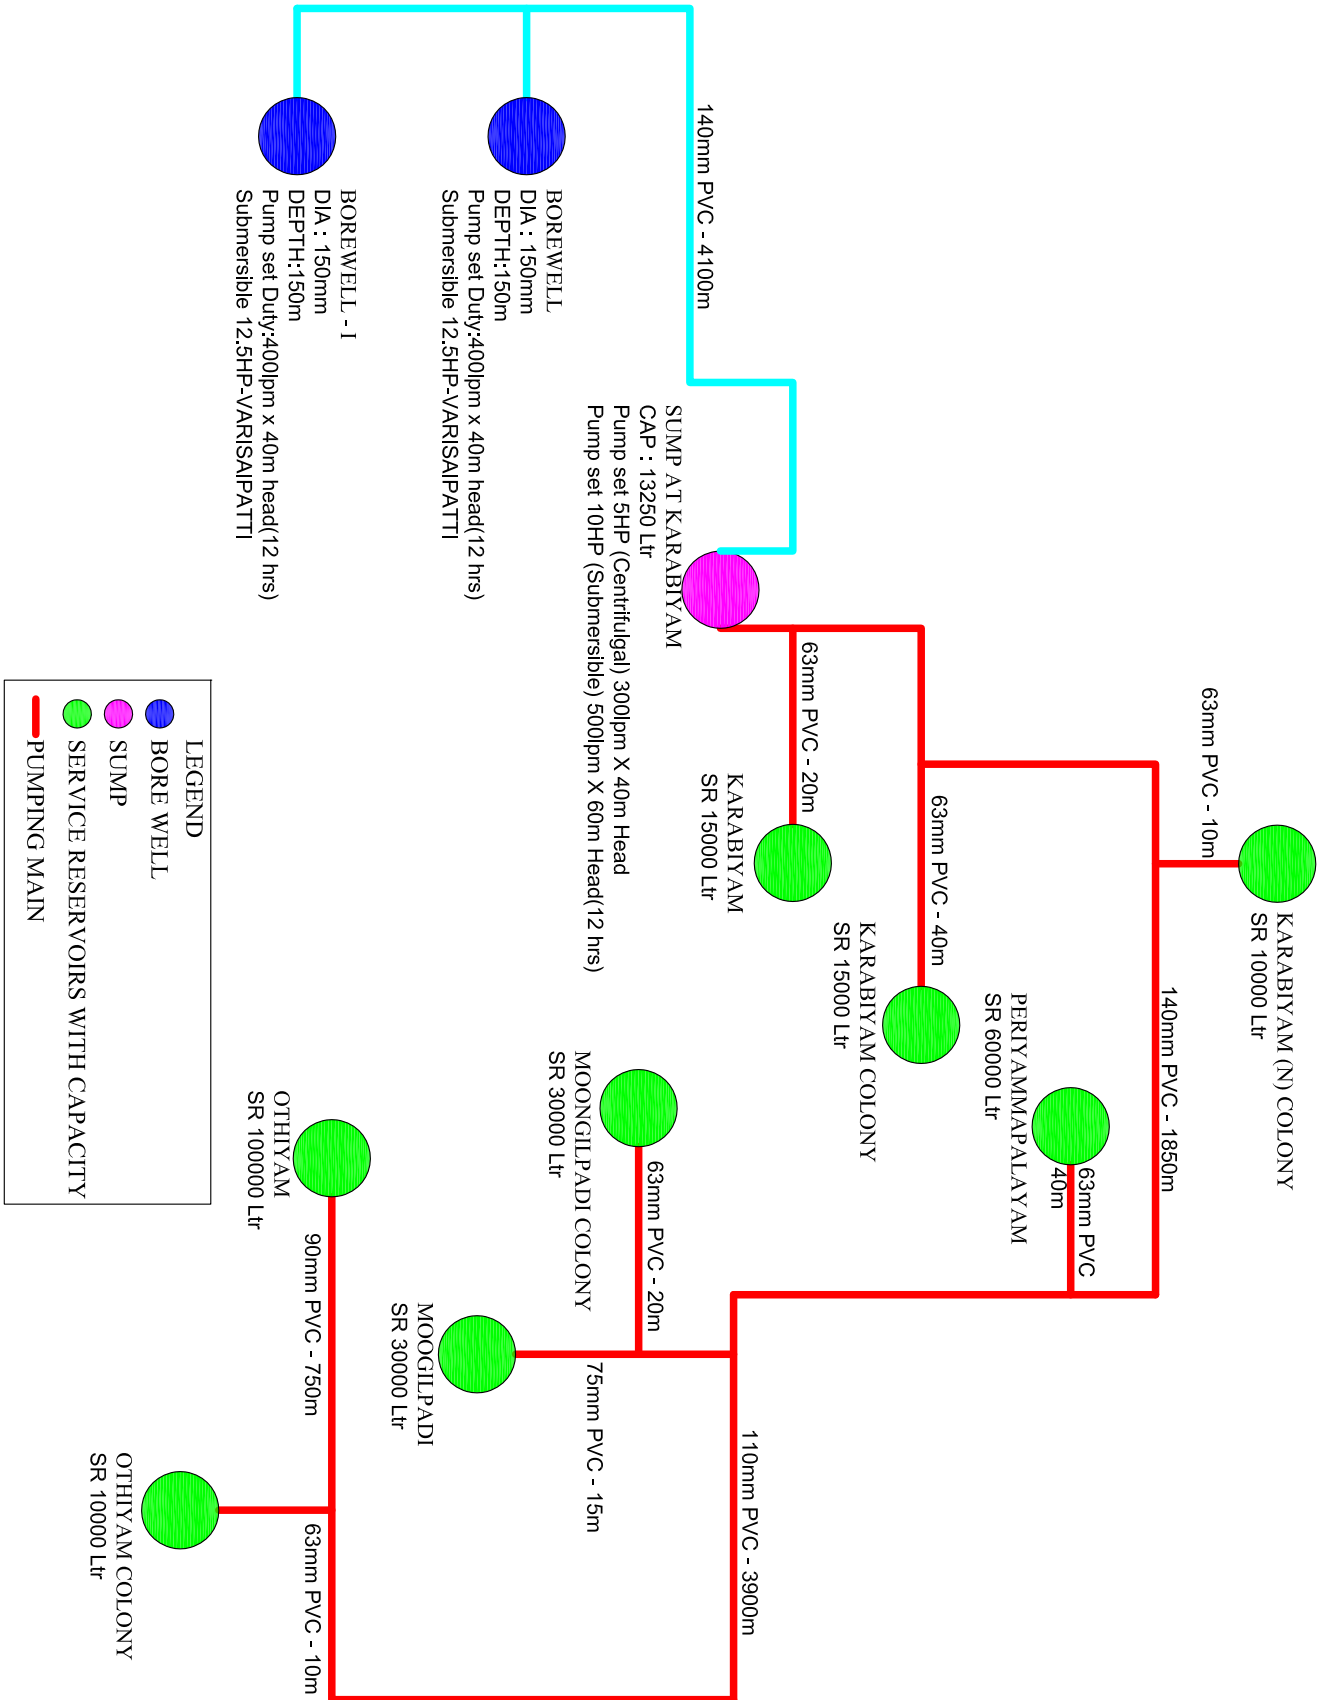 140mm PVC - 4100m
BOREWELL
DIA : 150mm
DEPTH:150m
Pump set Duty:400lpm x 40m head(12 hrs)
Submersible 12.5HP-VARISAIPATTI
BOREWELL - I
DIA : 150mm
DEPTH:150m
Pump set Duty:400lpm x 40m head(12 hrs)
Submersible 12.5HP-VARISAIPATTI
SUMP AT KARABIYAM
CAP : 13250 Ltr
Pump set 5HP (Centrifulgal) 300lpm X 40m Head
Pump set 10HP (Submersible) 500lpm X 60m Head(12 hrs)
63mm PVC - 20m
KARABIYAM
SR 15000 Ltr
63mm PVC - 40m
KARABIYAM COLONY
SR 15000 Ltr
63mm PVC - 10m
KARABIYAM (N) COLONY
SR 10000 Ltr
140mm PVC - 1850m
PERIYAMMAPALAYAM
SR 60000 Ltr
63mm PVC
40m
MOONGILPADI COLONY
SR 30000 Ltr
63mm PVC - 20m
MOOGILPADI
SR 30000 Ltr
75mm PVC - 15m
110mm PVC - 3900m
OTHIYAM
SR 100000 Ltr
90mm PVC - 750m
63mm PVC - 10m
OTHIYAM COLONY
SR 10000 Ltr
LEGEND
BORE WELL
SUMP
SERVICE RESERVOIRS WITH CAPACITY
PUMPING MAIN